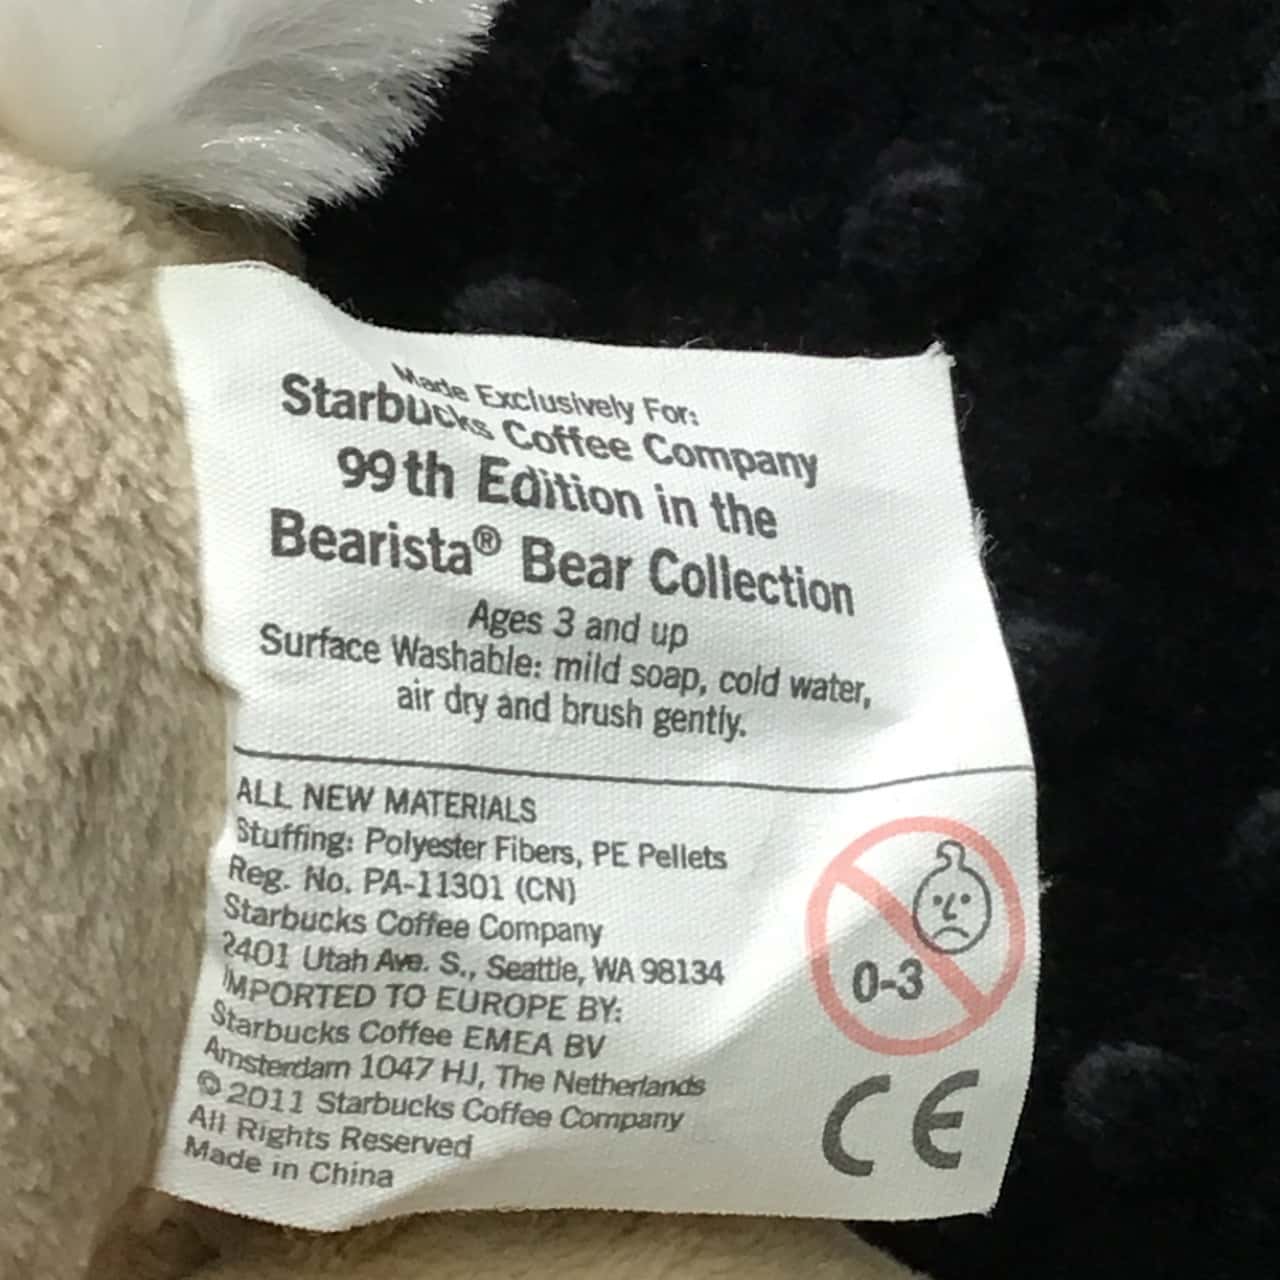 Made Exclusively For:
Starbucks Coffee Company
99th Edition in the
Bearista® Bear Collection
Ages 3 and up
Surface Washable: mild soap, cold water,
air dry and brush gently.
ALL NEW MATERIALS
Stuffing: Polyester Fibers, PE Pellets
Reg. No. PA-11301 (CN)
Starbucks Coffee Company
2401 Utah Ave. S., Seattle, WA 98134
IMPORTED TO EUROPE BY:
Starbucks Coffee EMEA BV
Amsterdam 1047 HJ, The Netherlands
© 2011 Starbucks Coffee Company
All Rights Reserved
Made in China
0-3
CE